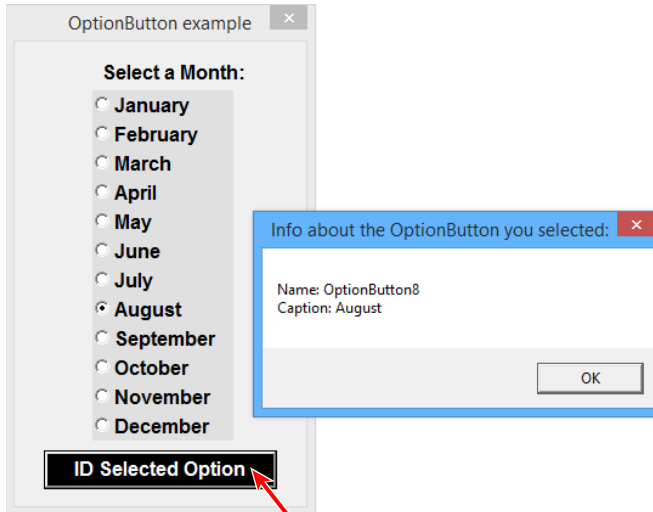 OptionButton example
Select a Month:
January
February
March
April
May
June
July
August
September
October
November
December
ID Selected Option
Info about the OptionButton you selected:
Name: OptionButton8
Caption: August
OK